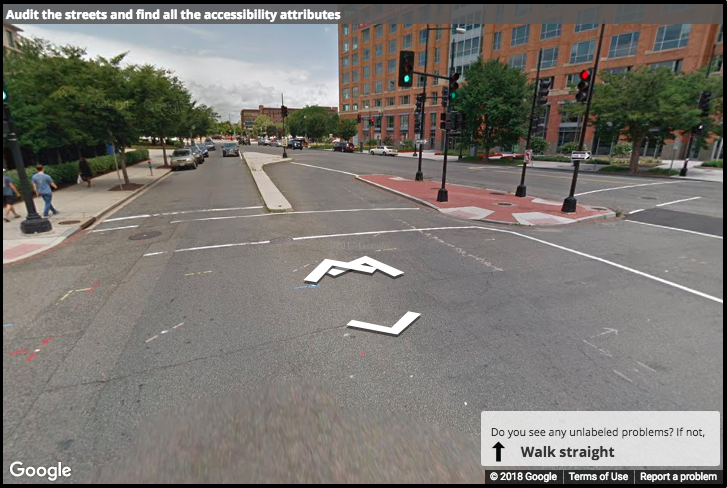 Audit the streets and find all the accessibility attributes
Do you see any unlabeled problems? If not,
Walk straight
Google
© 2018 Google
Terms of Use
Report a problem